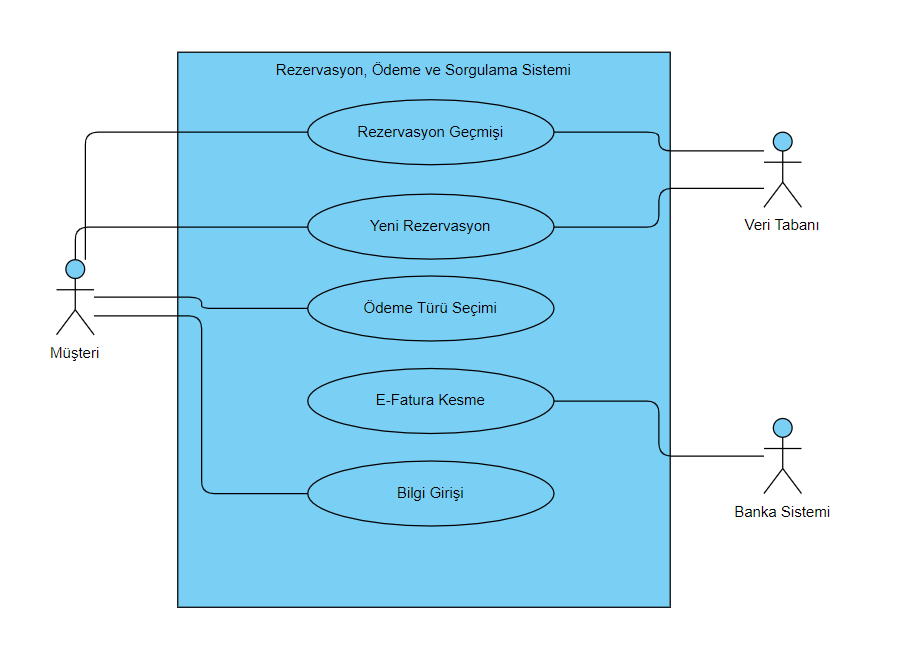 Rezervasyon, Ödeme ve Sorgulama Sistemi
Rezervasyon Geçmişi
Yeni Rezervasyon
Veri Tabanı
Ödeme Türü Seçimi
Müşteri
E-Fatura Kesme
Bilgi Girişi
Banka Sistemi